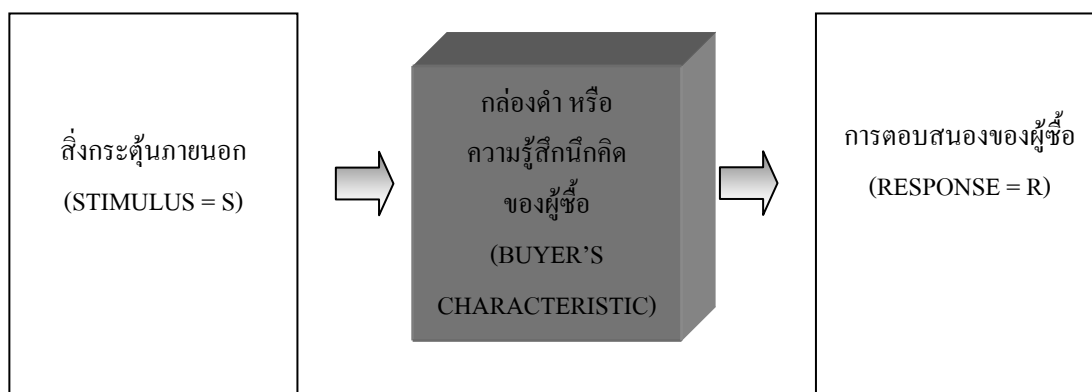 สิ่งกระตุ้นภายนอก
(STIMULUS = S)
กล่องดำ หรือ
ความรู้สึกนึกคิด
ของผู้ซื้อ
(BUYER’S
CHARACTERISTIC)
การตอบสนองของผู้ซื้อ
(RESPONSE = R)